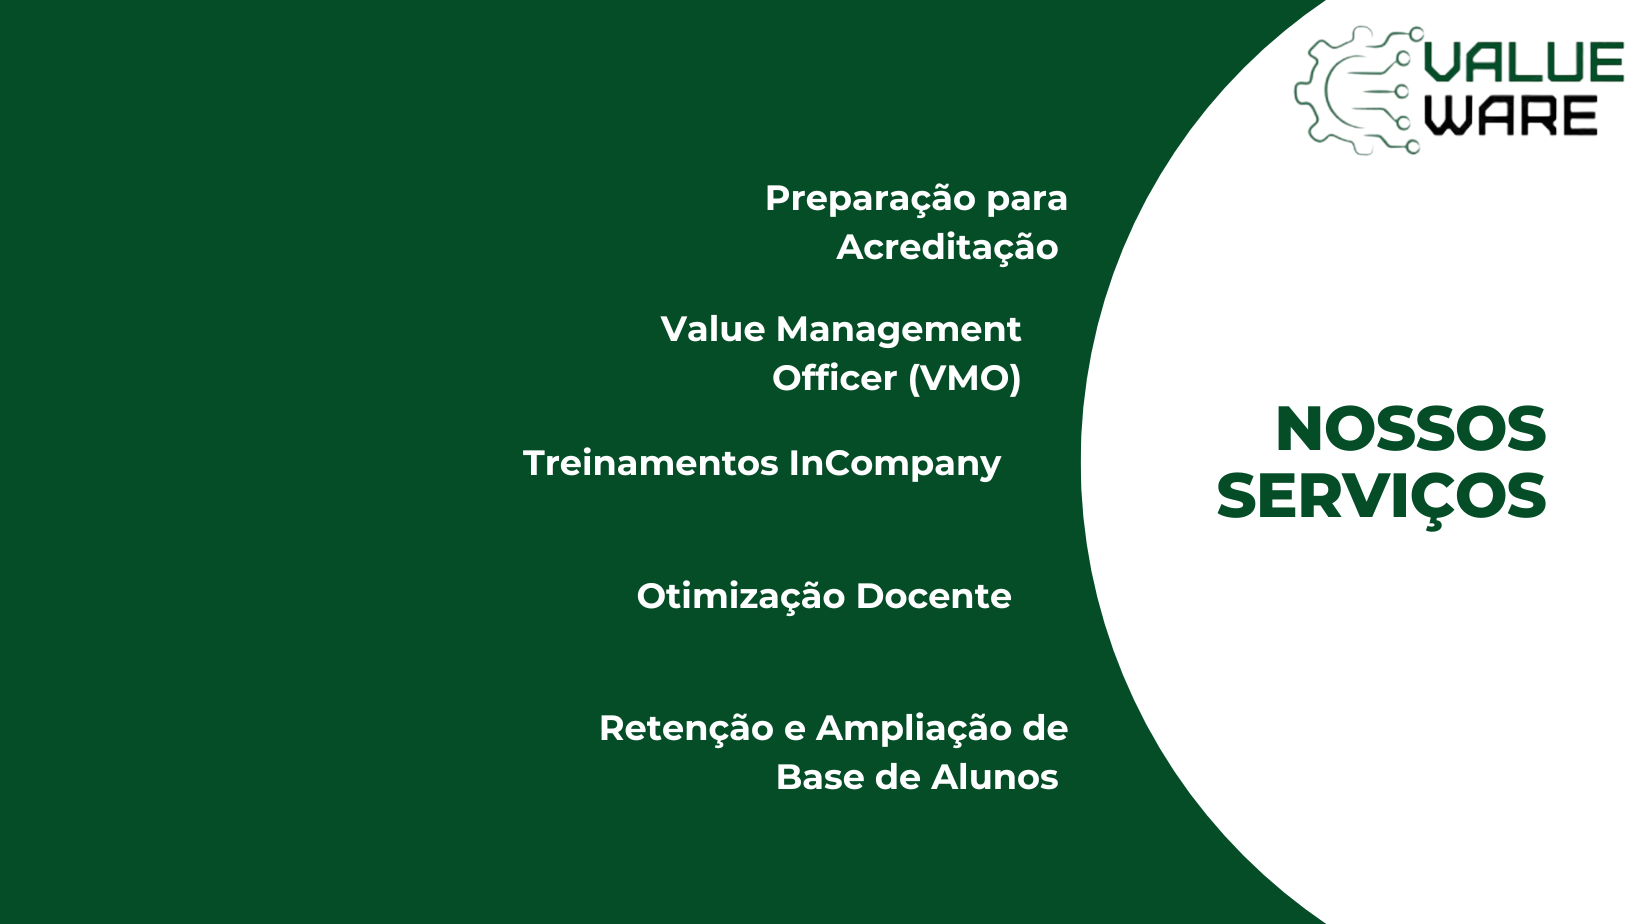 VALUE
WARE
Preparação para
Acreditação
Value Management
Officer (VMO)
Treinamentos InCompany
NOSSOS
SERVIÇOS
Otimização Docente
Retenção e Ampliação de
Base de Alunos